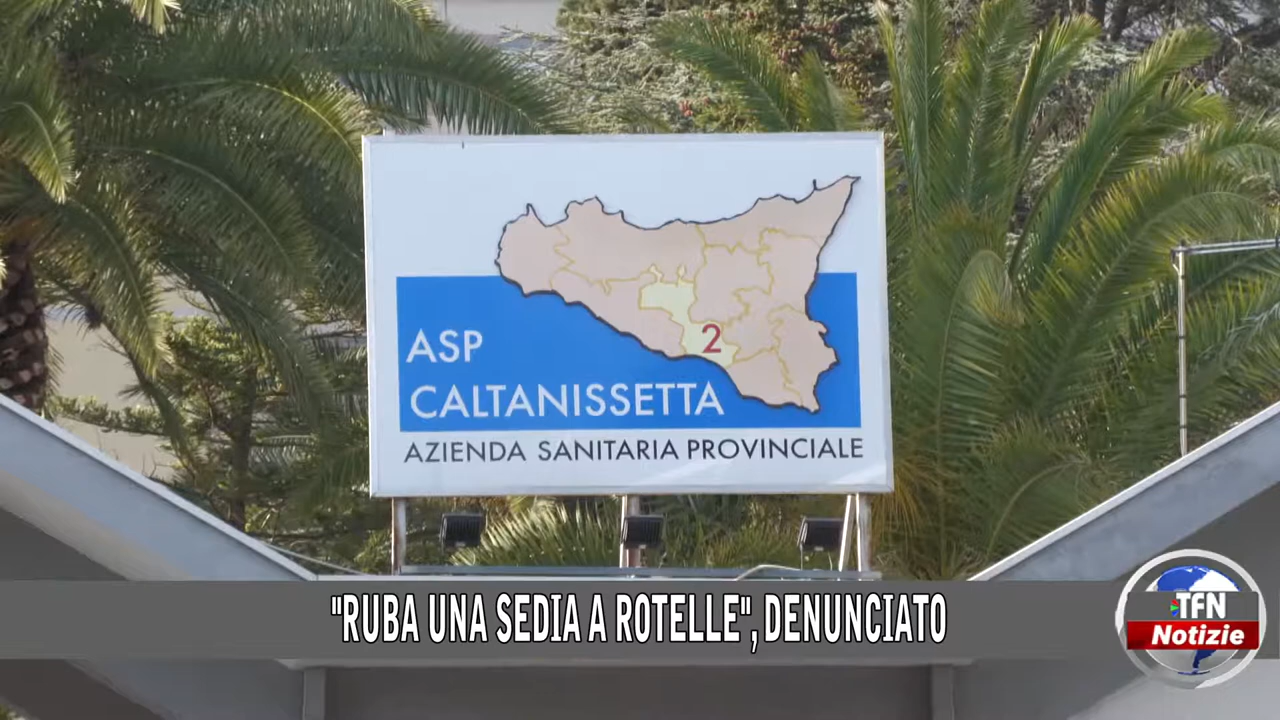 2
ASP
CALTANISSETTA
AZIENDA SANITARIA PROVINCIALE
"RUBA UNA SEDIA A ROTELLE", DENUNCIATO
TFN
Notizie